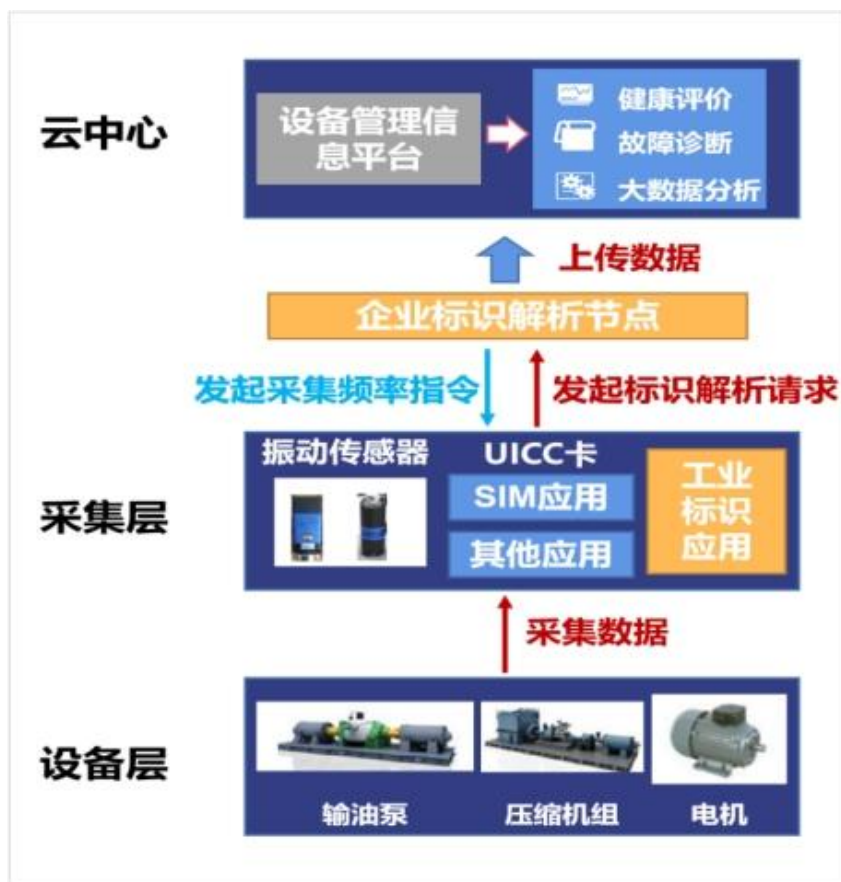 云中心
设备管理信
息平台
健康评价
故障诊断
大数据分析
上传数据
企业标识解析节点
发起采集频率指令
发起标识解析请求
采集层
振动传感器
UICC卡
SIM应用
其他应用
工业
标识
应用
采集数据
设备层
输油泵
压缩机组
电机